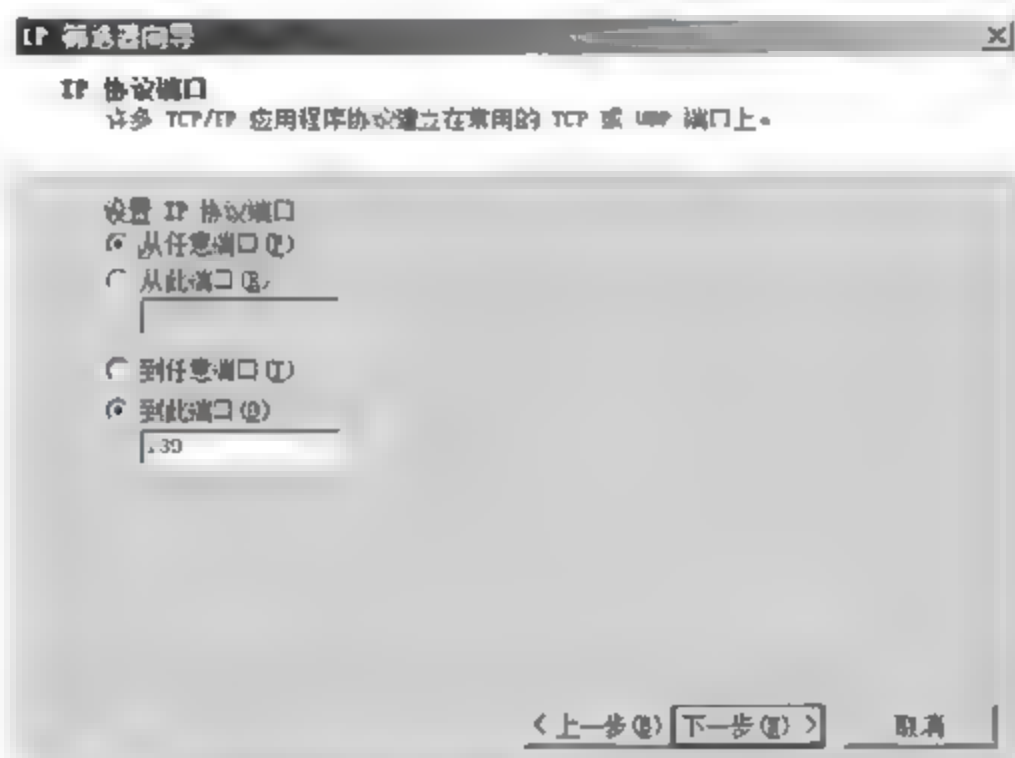 IP 筛选器向导
IP 协议端口
许多 TCP/IP 应用程序协议建立在常用的 TCP 或 UDP 端口上。
设置 IP 协议端口
从任意端口(F)
从此端口(R)
到任意端口(T)
到此端口(O)
139
< 上一步(B)
下一步(N) >
取消